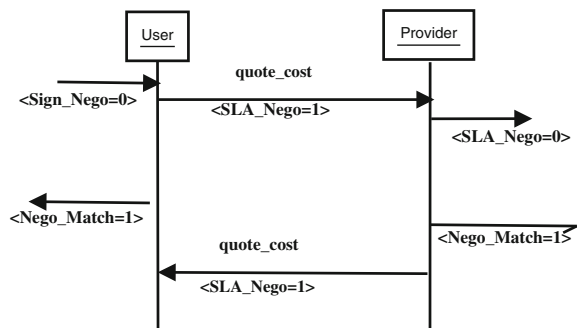 User
Provider
quote_cost
<Sign_Nego=0>
<SLA_Nego=1>
<SLA_Nego=0>
<Nego_Match=1>
<Nego_Match=1>
quote_cost
<SLA_Nego=1>